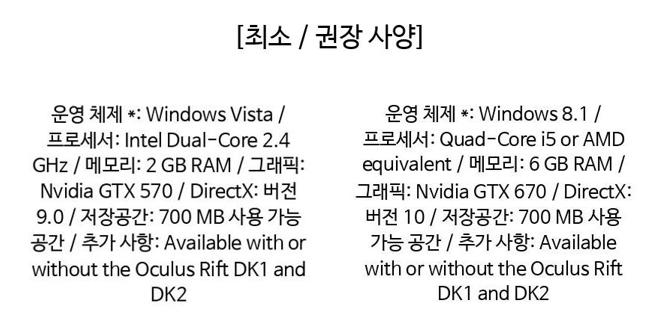 [최소 / 권장 사양]
운영 체제 *: Windows Vista /
프로세서: Intel Dual-Core 2.4
GHz / 메모리: 2 GB RAM / 그래픽:
Nvidia GTX 570 / DirectX: 버전
9.0 / 저장공간: 700 MB 사용 가능
공간 / 추가 사항: Available with or
without the Oculus Rift DK1 and
DK2
운영 체제 *: Windows 8.1 /
프로세서: Quad-Core i5 or AMD
equivalent / 메모리: 6 GB RAM /
그래픽: Nvidia GTX 670 / DirectX:
버전 10 / 저장공간: 700 MB 사용
가능 공간 / 추가 사항: Available
with or without the Oculus Rift
DK1 and DK2